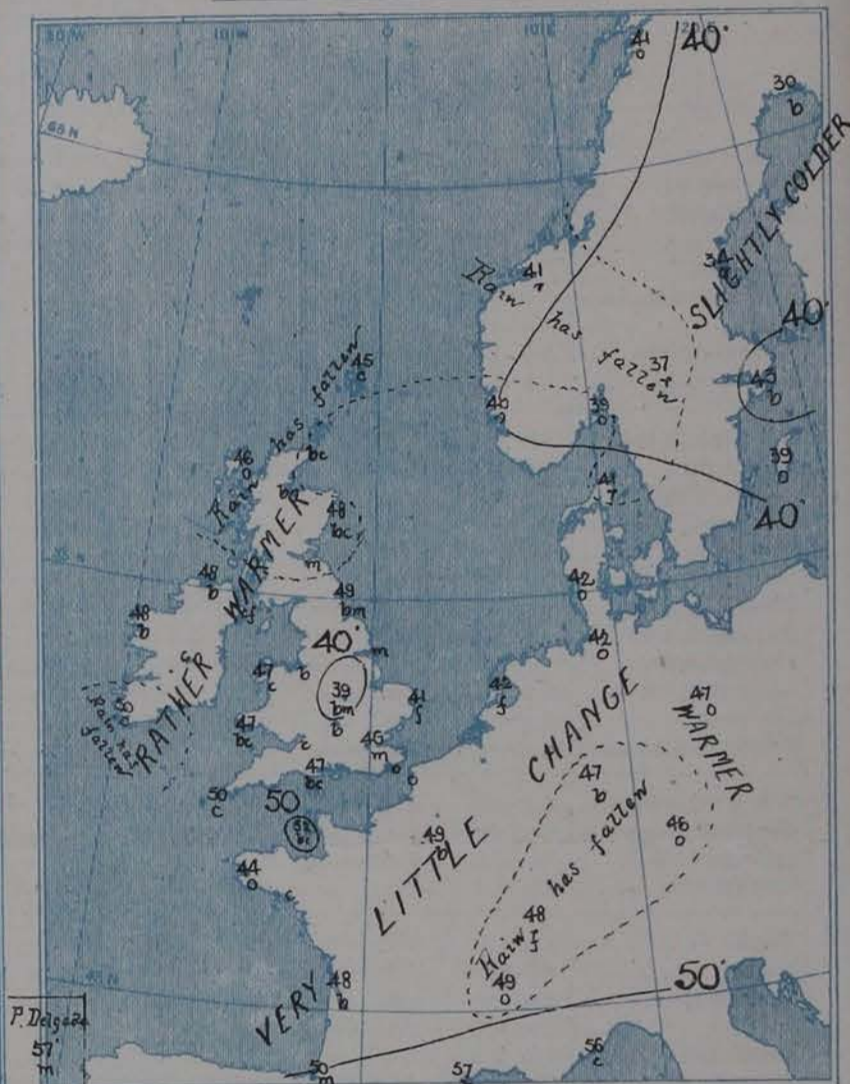 10 W
10 E
41
40°
30
b
65 N
SLIGHTLY COLDER
34
41
Rain has fallen
40°
37
45
c
Rain has fallen
43
b
40
39
o
39
o
46
o
bc
41
40°
48
bc
m
WARMER
48
b
49
bm
42
o
48
b
40°
m
42
o
c
47
c
b
39
bm
b
41
f
42
f
47
o
RATHER
Rain has fallen
47
bc
c
46
m
CHANGE
WARMER
47
bc
o
o
47
b
50
c
50
46
o
49
b
LITTLE
Rain has fallen
44
o
c
48
f
49
o
45 N
VERY
48
b
50°
P. Delgada
57
m
50
m
57
56
c